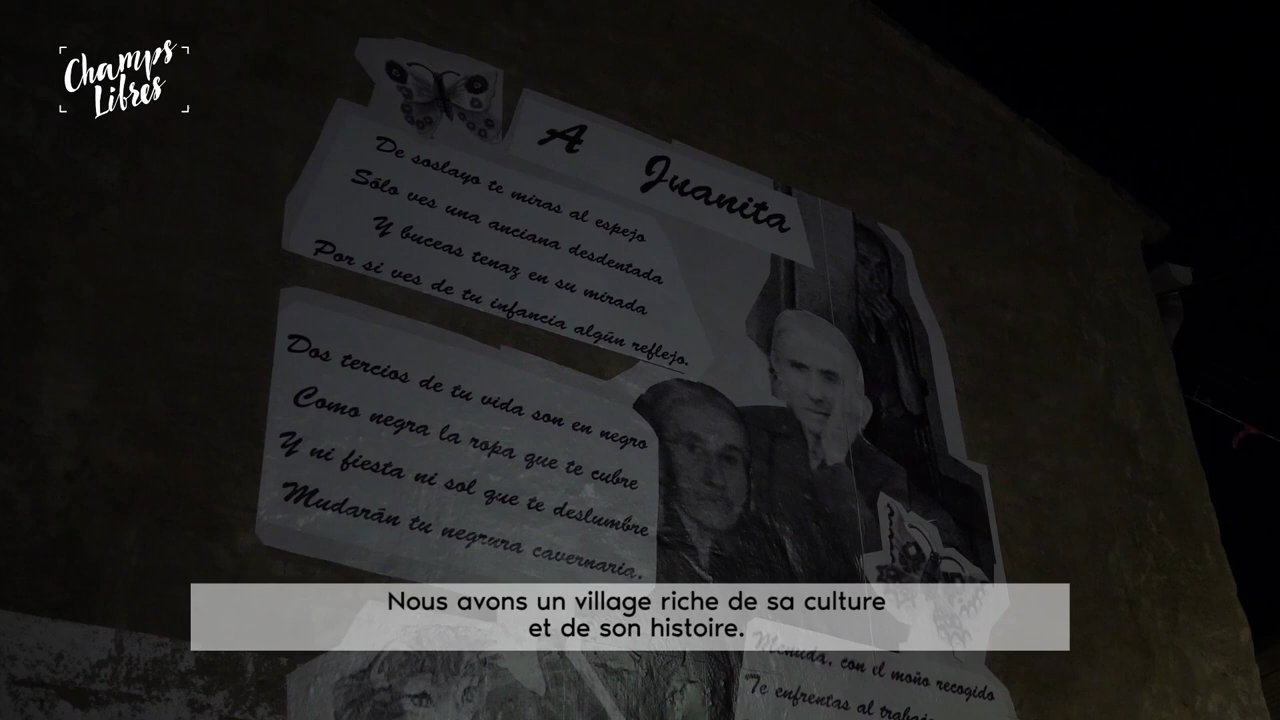 Champs
Libres
A Juanita
De soslayo te miras al espejo
Sólo ves una anciana desdentada
Y buceas tenaz en su mirada
Por si ves de tu infancia algún reflejo.
Dos tercios de tu vida son en negro
Como negra la ropa que te cubre
Y ni fiesta ni sol que te deslumbre
Mudarán tu negrura cavernaria.
Nous avons un village riche de sa culture
et de son histoire.
Menuda, con el moño recogido
Te enfrentas al trabajo